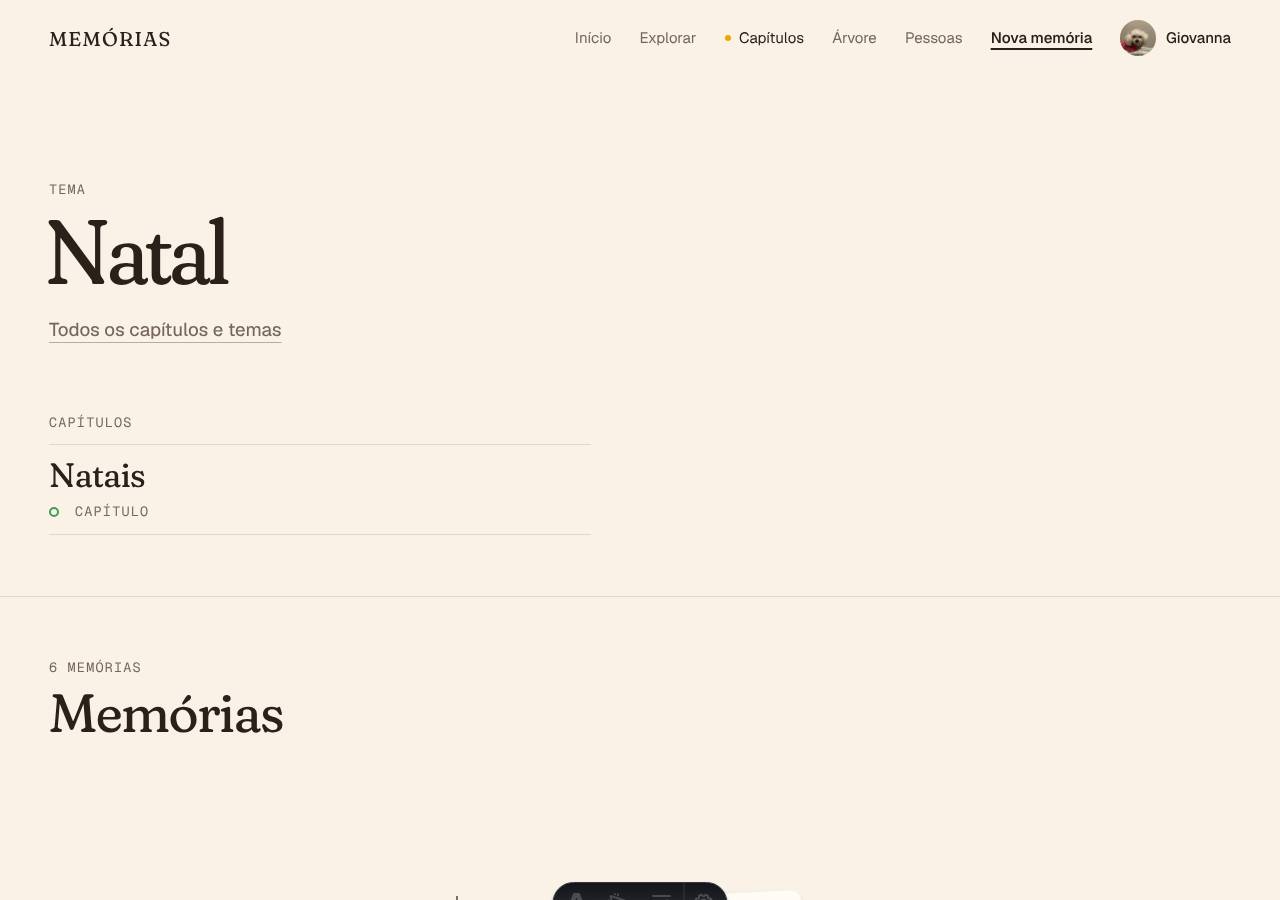 MEMÓRIAS
Início Explorar Capítulos Árvore Pessoas Nova memória Giovanna
TEMA
Natal
Todos os capítulos e temas
CAPÍTULOS
Natais
CAPÍTULO
6 MEMÓRIAS
Memórias